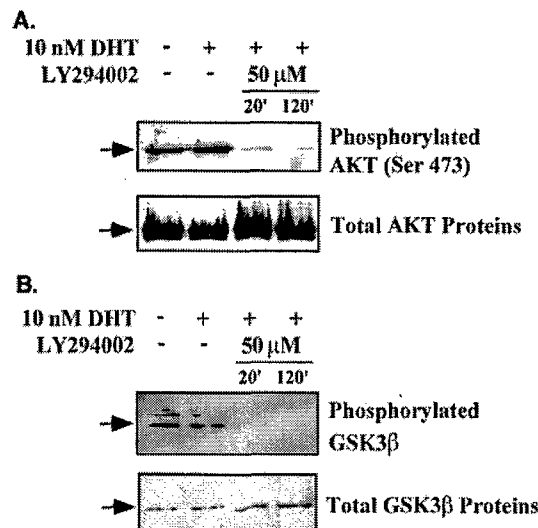 A.
10 nM DHT - + + +
LY294002 - - 50 µM
20' 120'
Phosphorylated
AKT (Ser 473)
Total AKT Proteins
B.
10 nM DHT - + + +
LY294002 - - 50 µM
20' 120'
Phosphorylated
GSK3β
Total GSK3β Proteins